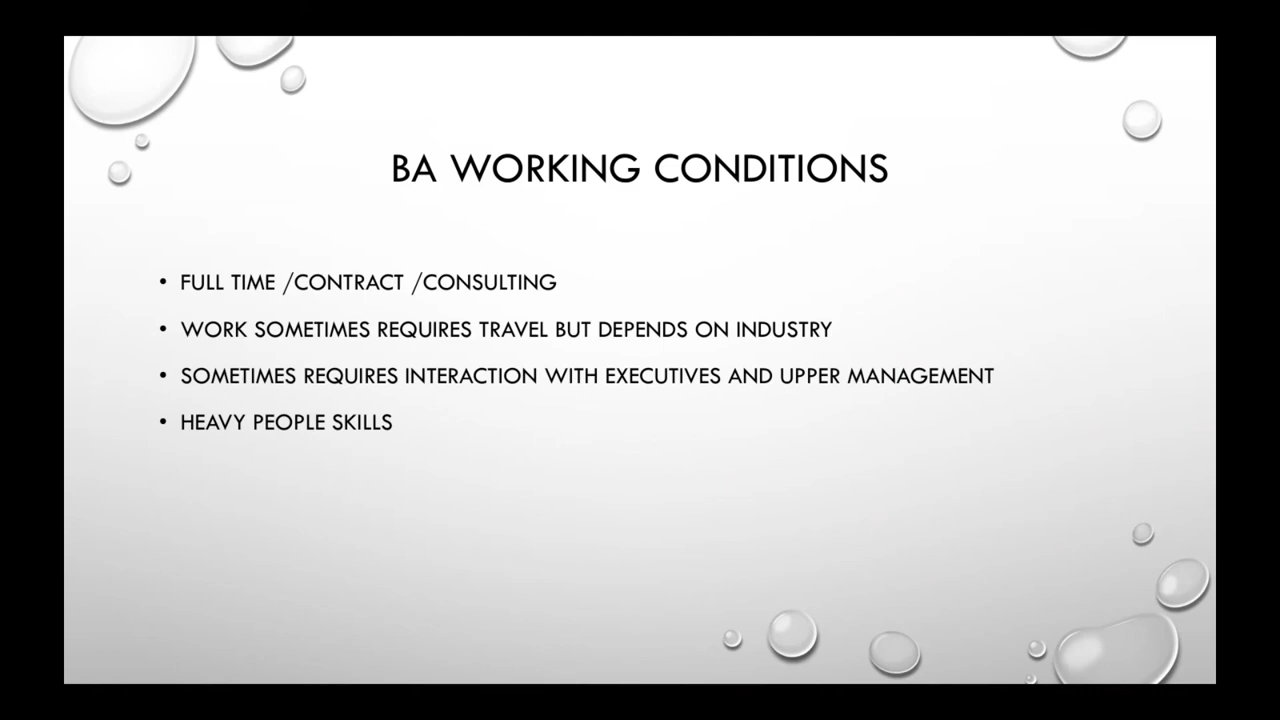 BA WORKING CONDITIONS
• FULL TIME /CONTRACT /CONSULTING
• WORK SOMETIMES REQUIRES TRAVEL BUT DEPENDS ON INDUSTRY
• SOMETIMES REQUIRES INTERACTION WITH EXECUTIVES AND UPPER MANAGEMENT
• HEAVY PEOPLE SKILLS